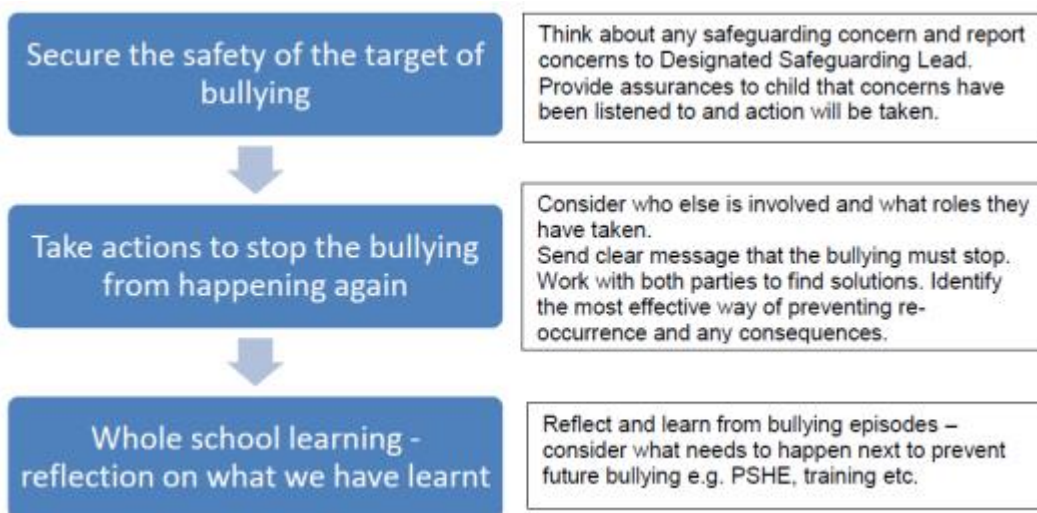 Secure the safety of the target of
bullying
Think about any safeguarding concern and report
concerns to Designated Safeguarding Lead.
Provide assurances to child that concerns have
been listened to and action will be taken.
Take actions to stop the bullying
from happening again
Consider who else is involved and what roles they
have taken.
Send clear message that the bullying must stop.
Work with both parties to find solutions. Identify
the most effective way of preventing re-
occurrence and any consequences.
Whole school learning -
reflection on what we have learnt
Reflect and learn from bullying episodes –
consider what needs to happen next to prevent
future bullying e.g. PSHE, training etc.